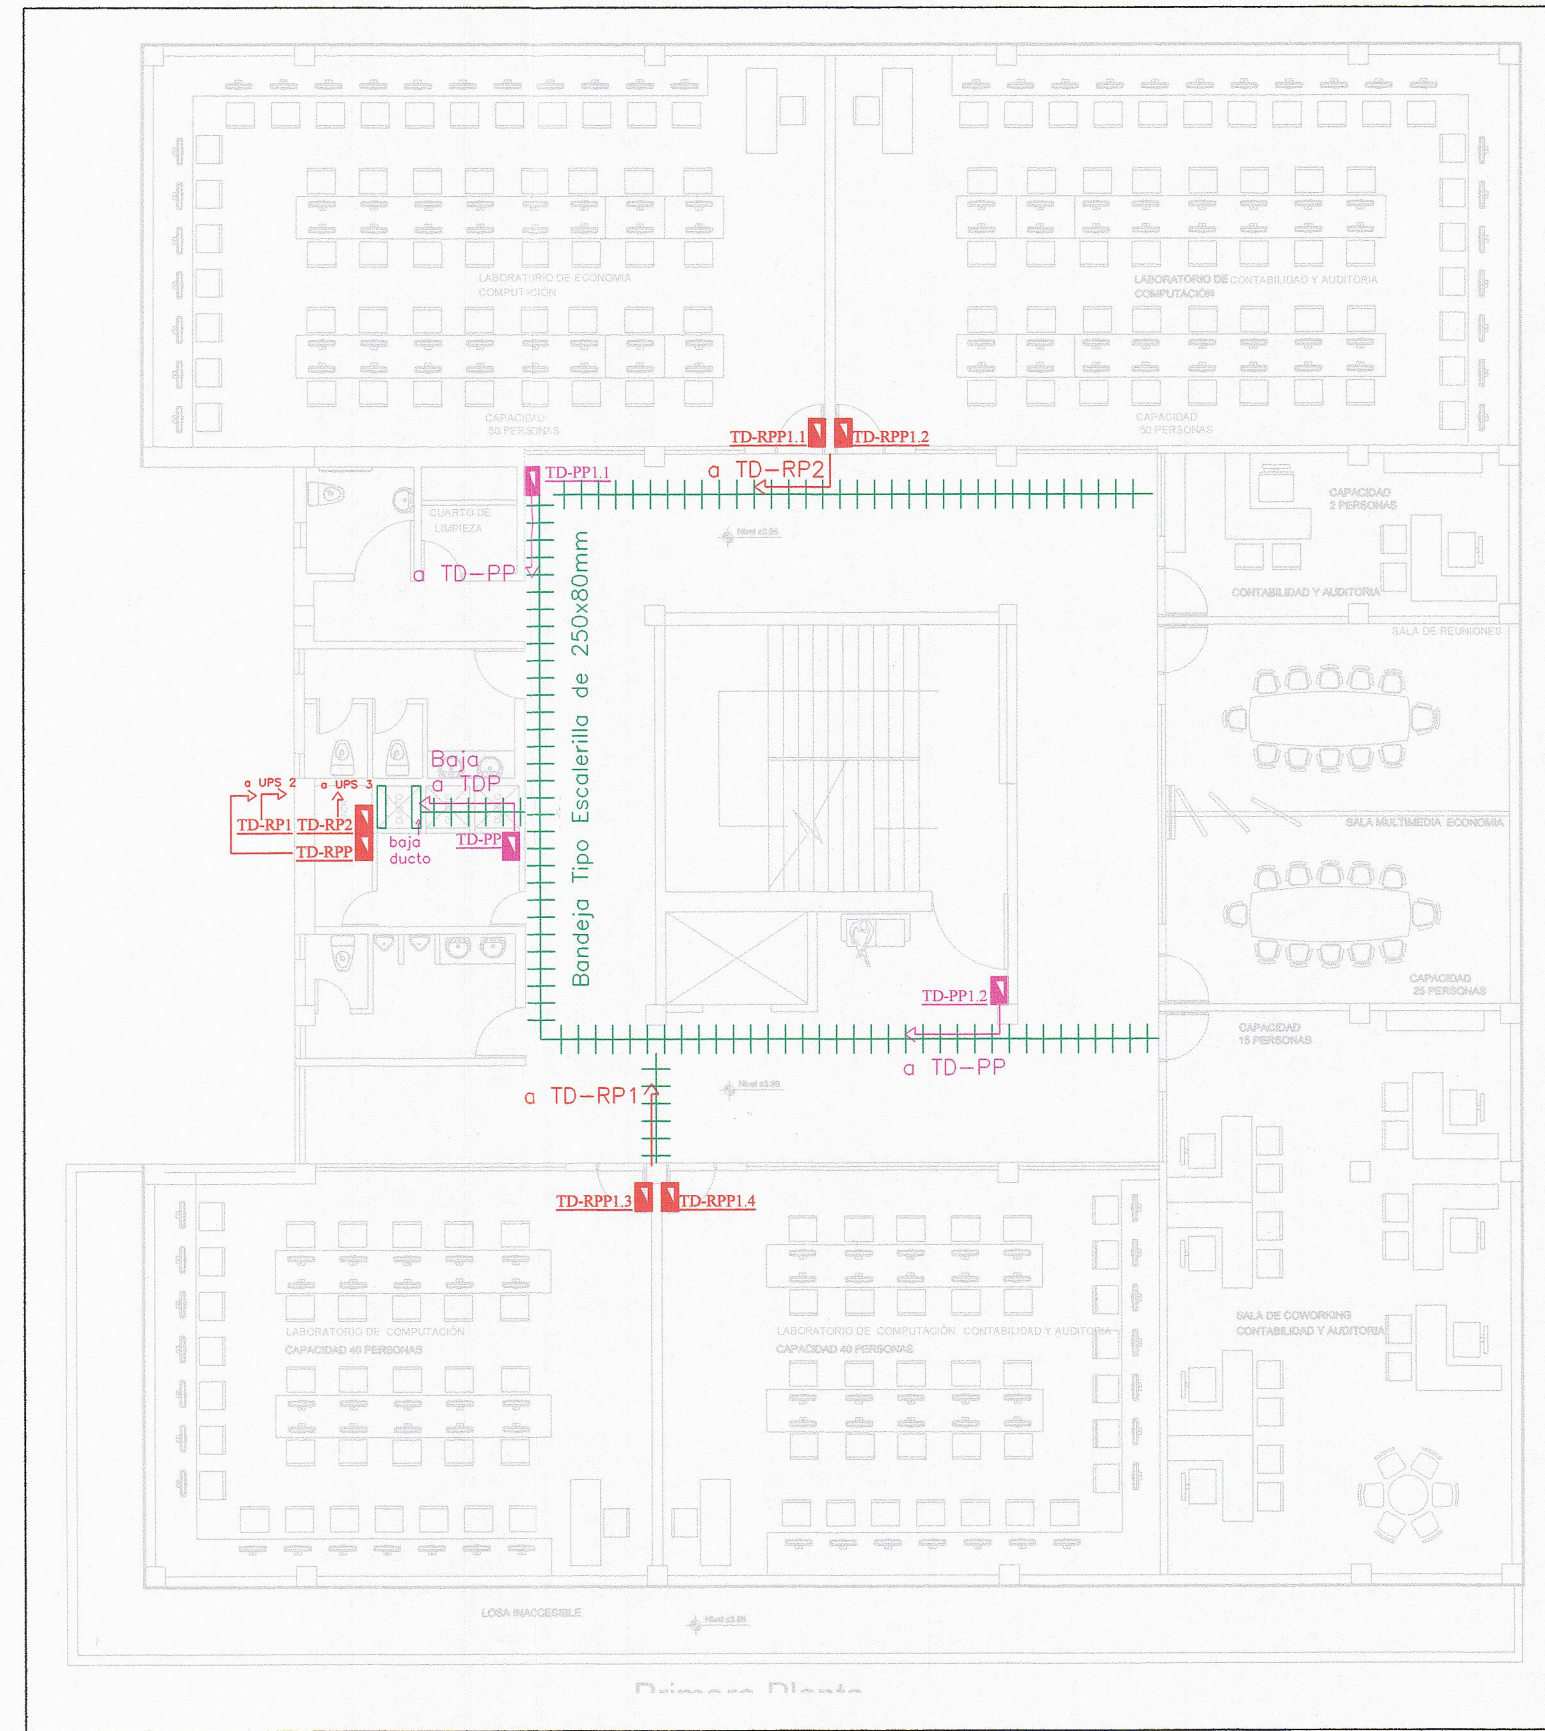 LABORATORIO DE ECONOMIA
COMPUTACIÓN
LABORATORIO DE CONTABILIDAD Y AUDITORIA
COMPUTACIÓN
CAPACIDAD
50 PERSONAS
CAPACIDAD
50 PERSONAS
TD-RPP1.1
TD-RPP1.2
a TD-RP2
TD-PP1.1
CUARTO DE
LIMPIEZA
CAPACIDAD
2 PERSONAS
a TD-PP
CONTABILIDAD Y AUDITORIA
SALA DE REUNIONES
Bandeja Tipo Escalerilla de 250x80mm
Baja
a TDP
a UPS 2
a UPS 3
TD-RP1
TD-RP2
TD-RPP
baja
ducto
TD-PP
SALA MULTIMEDIA ECONOMIA
CAPACIDAD
25 PERSONAS
TD-PP1.2
CAPACIDAD
15 PERSONAS
a TD-PP
a TD-RP1
TD-RPP1.3
TD-RPP1.4
SALA DE COWORKING
CONTABILIDAD Y AUDITORIA
LABORATORIO DE COMPUTACIÓN
CAPACIDAD 40 PERSONAS
LABORATORIO DE COMPUTACIÓN CONTABILIDAD Y AUDITORIA
CAPACIDAD 40 PERSONAS
LOSA INACCESIBLE